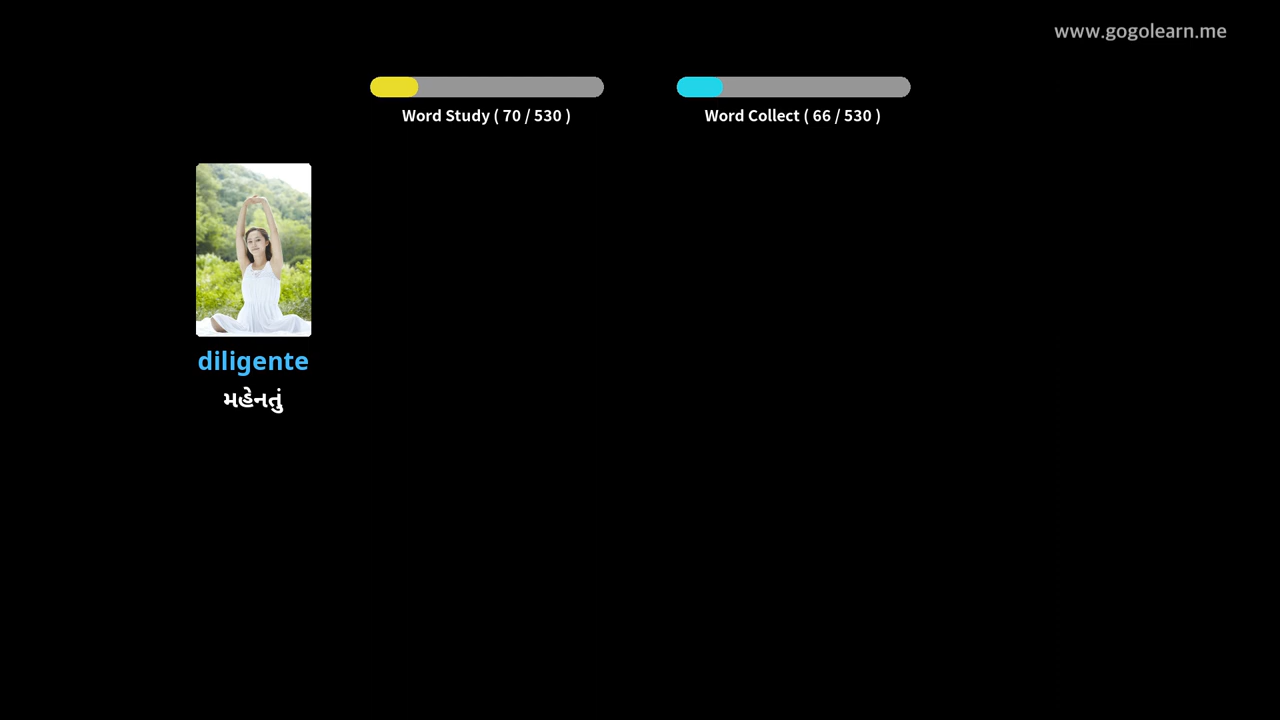 www.gogolearn.me
Word Study ( 70 / 530 )
Word Collect ( 66 / 530 )
diligente
મહેનતું